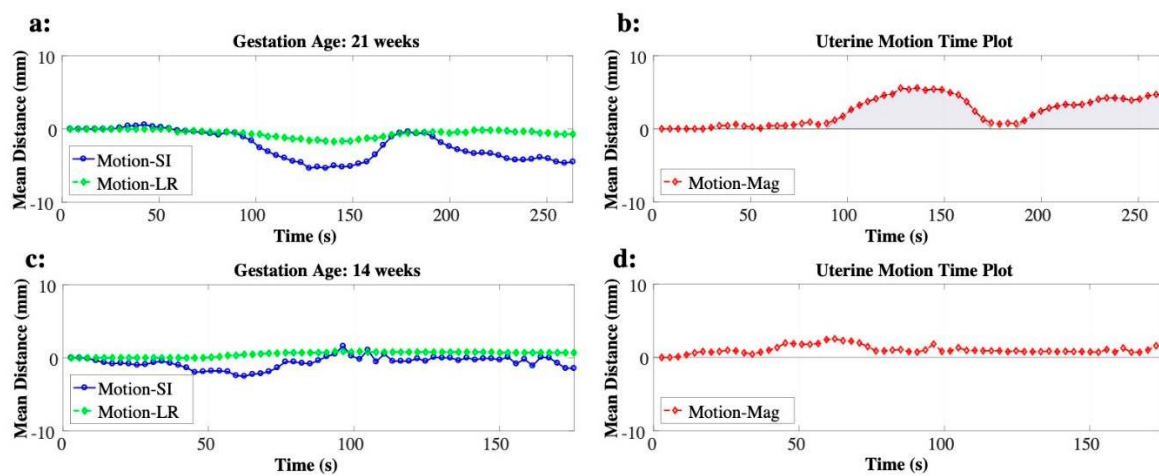 a:
Gestation Age: 21 weeks
10
0
-10
Mean Distance (mm)
Motion-SI
Motion-LR
0 50 100 150 200 250
Time (s)
b:
Uterine Motion Time Plot
10
0
-10
Mean Distance (mm)
Motion-Mag
0 50 100 150 200 250
Time (s)
c:
Gestation Age: 14 weeks
10
0
-10
Mean Distance (mm)
Motion-SI
Motion-LR
0 50 100 150
Time (s)
d:
Uterine Motion Time Plot
10
0
-10
Mean Distance (mm)
Motion-Mag
0 50 100 150
Time (s)